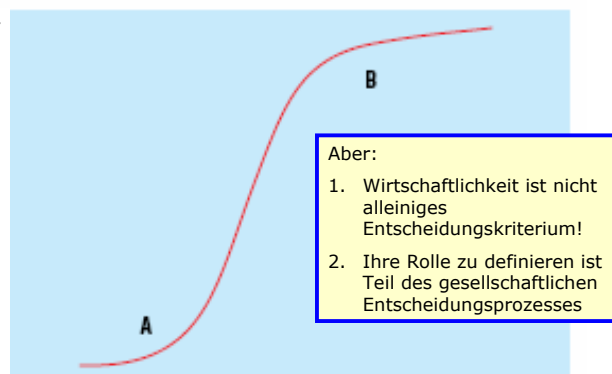 B
Aber:
1. Wirtschaftlichkeit ist nicht
alleiniges
Entscheidungskriterium!
2. Ihre Rolle zu definieren ist
Teil des gesellschaftlichen
Entscheidungsprozesses
A